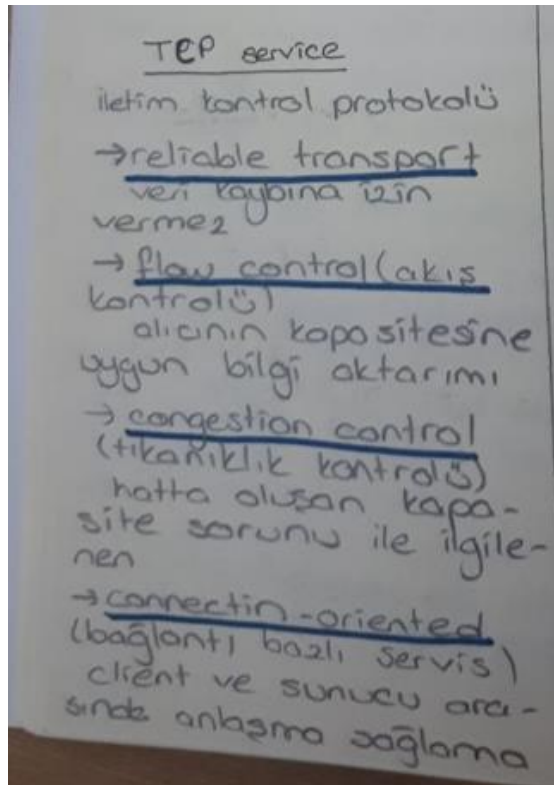 TCP service
iletim kontrol protokolü
→reliable transport
veri kaybına izin
vermez
→ flow control (akış
kontrolü)
alıcının kapasitesine
uygun bilgi aktarımı
→ congestion control
(tıkanıklık kontrolü)
hatta oluşan kapa-
site sorunu ile ilgile-
nen
→ connectin-oriented
(bağlantı bazlı servis)
client ve sunucu ara-
sında anlaşma sağlama